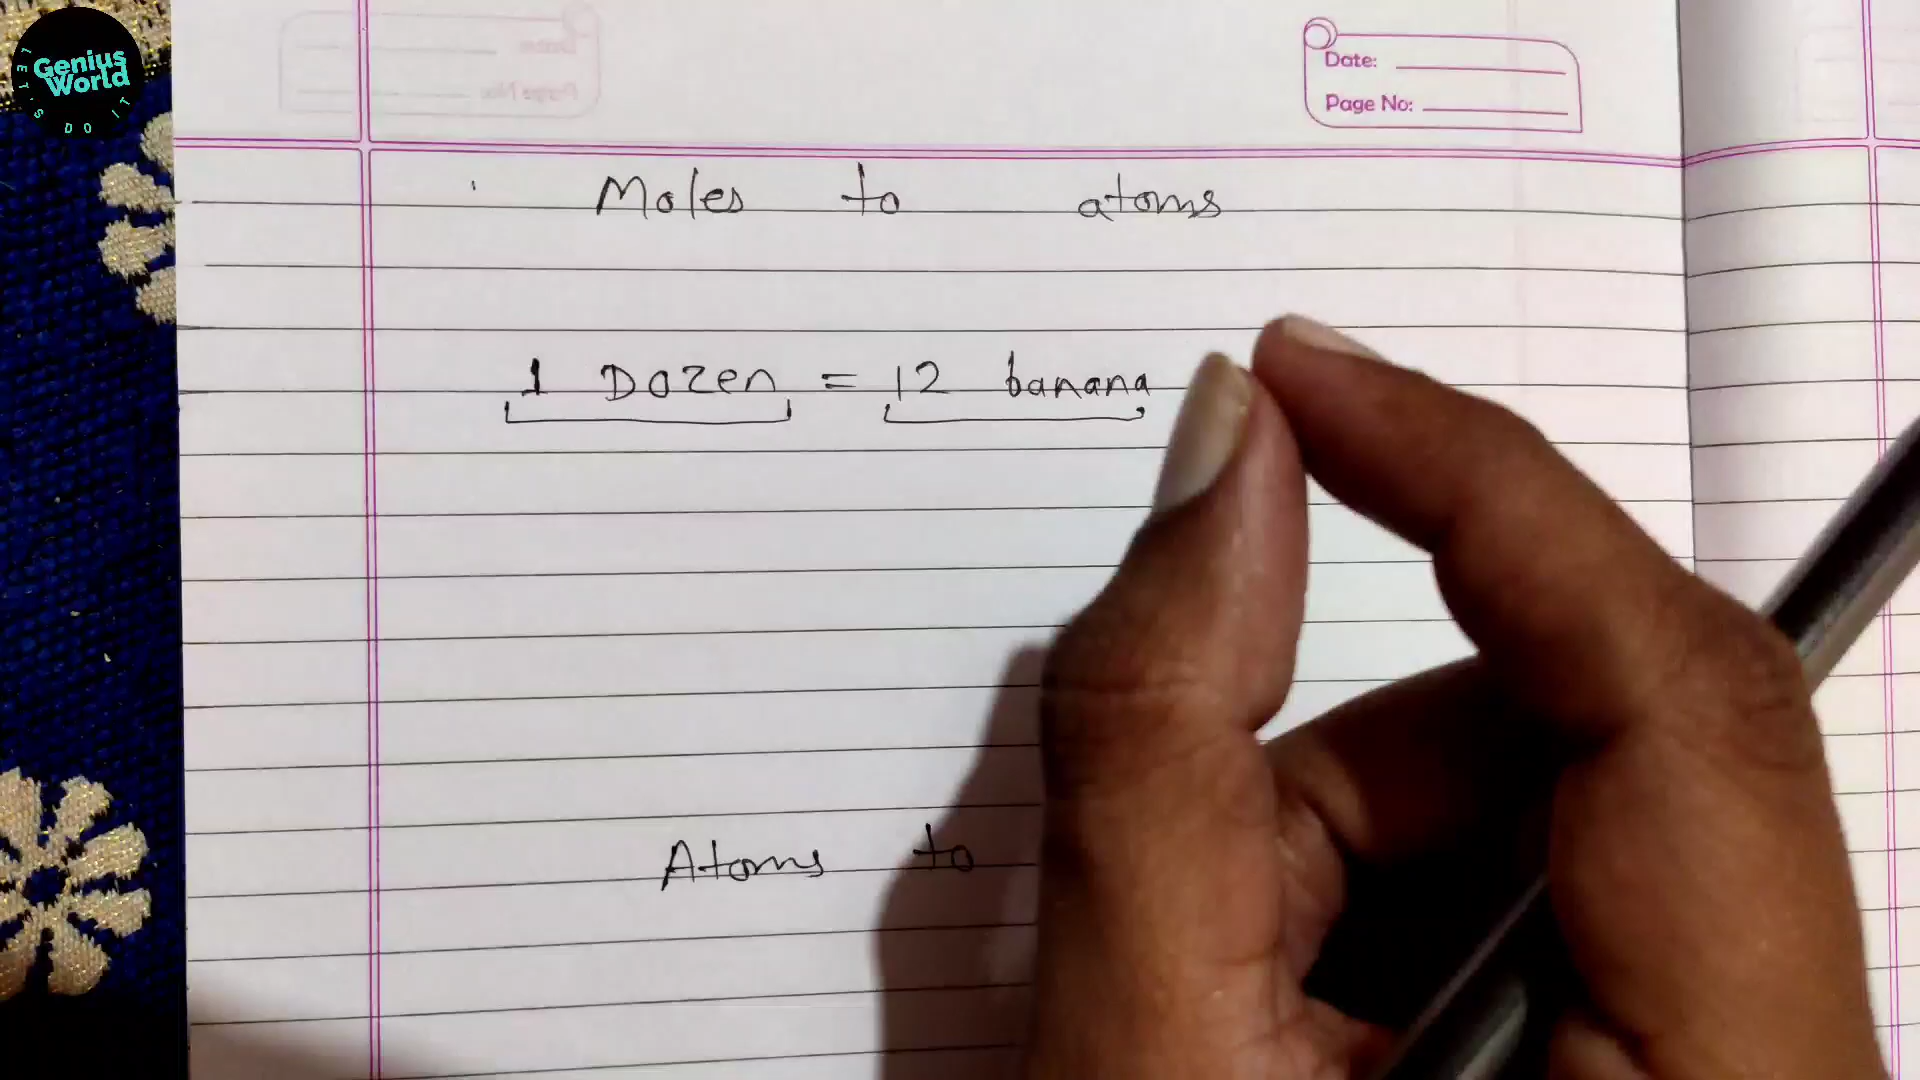 Genius
World
LET'S DO IT
Date:
Page No:
Moles to atoms
1 Dozen = 12 banana
Atoms to